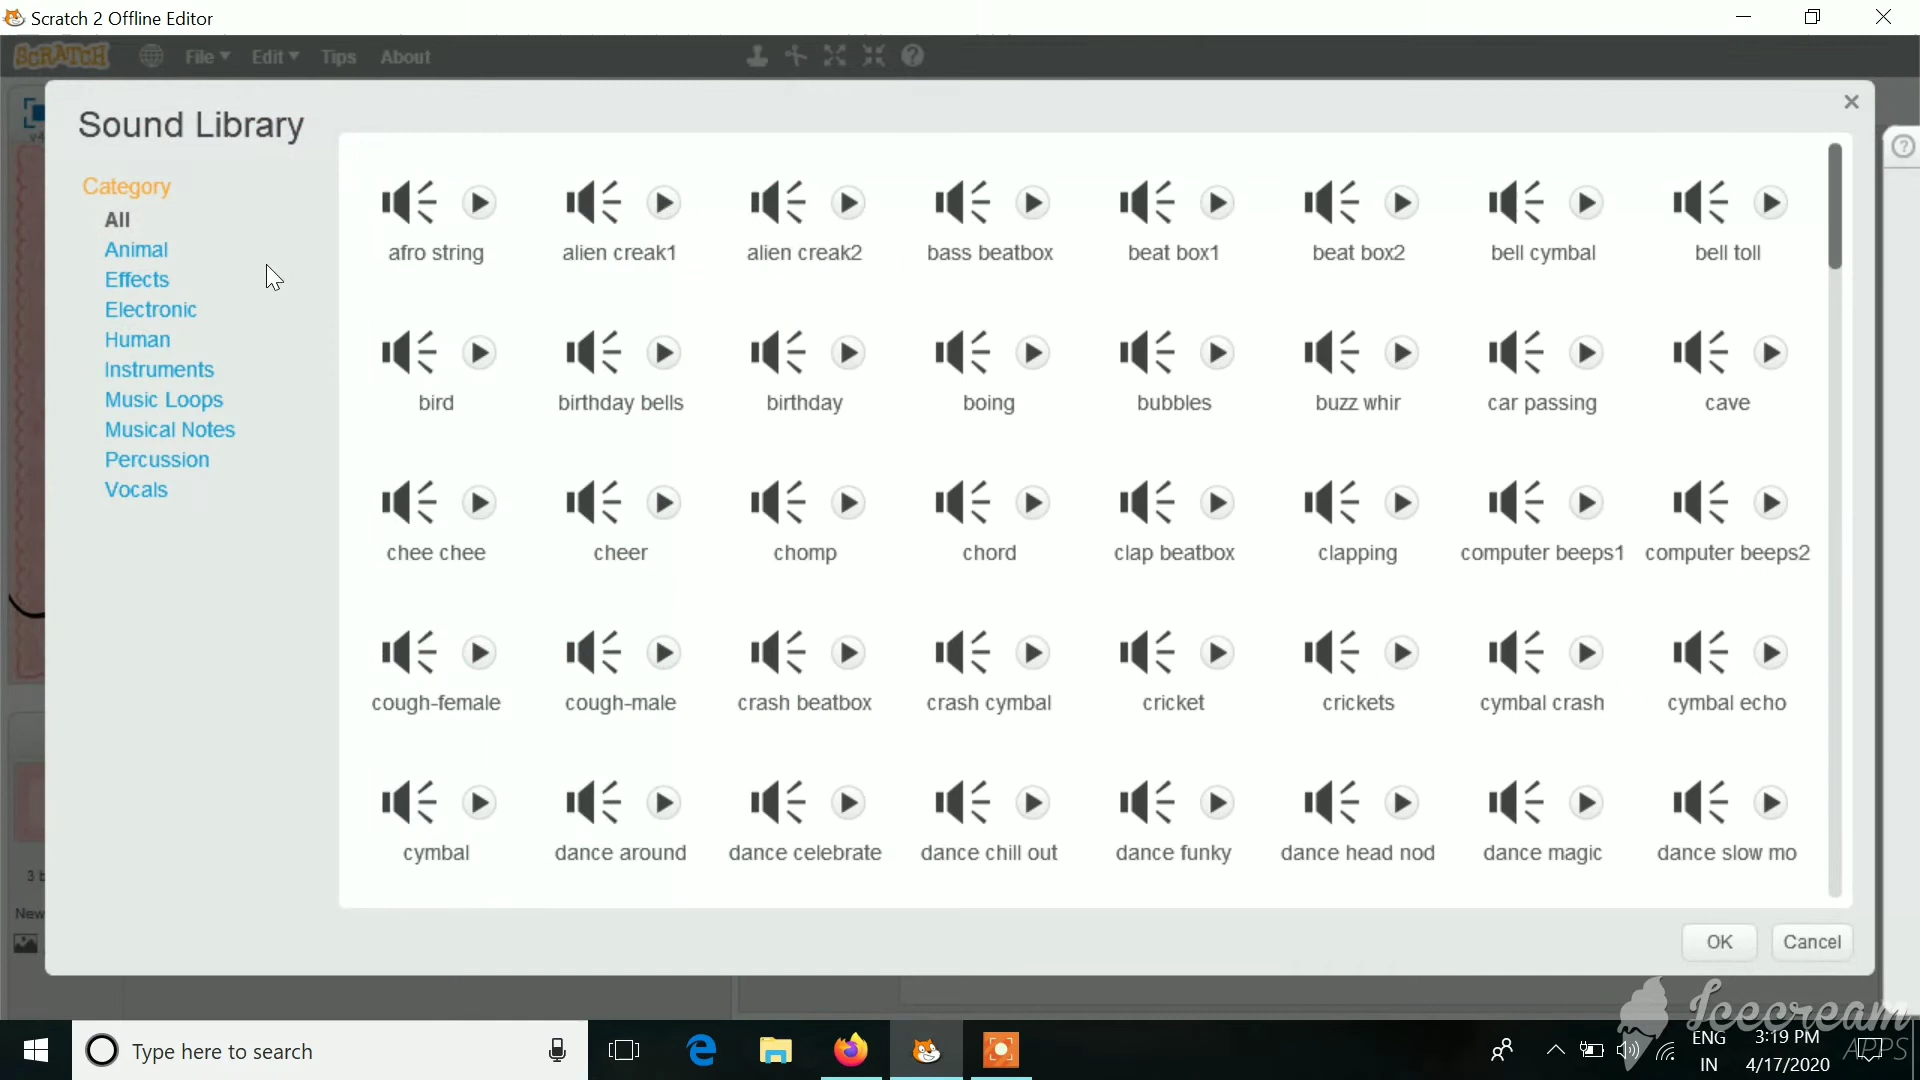 Scratch 2 Offline Editor
SCRATCH File Edit Tips About
Sound Library
Category
All
Animal
Effects
Electronic
Human
Instruments
Music Loops
Musical Notes
Percussion
Vocals
afro string alien creak1 alien creak2 bass beatbox beat box1 beat box2 bell cymbal bell toll
bird birthday bells birthday boing bubbles buzz whir car passing cave
chee chee cheer chomp chord clap beatbox clapping computer beeps1 computer beeps2
cough-female cough-male crash beatbox crash cymbal cricket crickets cymbal crash cymbal echo
cymbal dance around dance celebrate dance chill out dance funky dance head nod dance magic dance slow mo
New
OK Cancel
Icecream
APPS
Type here to search
ENG
IN
3:19 PM
4/17/2020